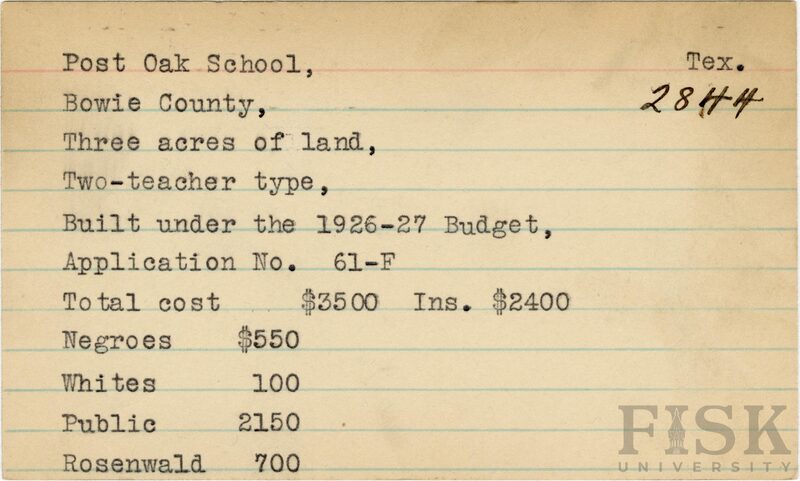 Post Oak School, Tex.
Bowie County, 2844
Three acres of land,
Two-teacher type,
Built under the 1926-27 Budget,
Application No. 61-F
Total cost $3500 Ins. $2400
Negroes $550
Whites 100
Public 2150
Rosenwald 700
FISK
UNIVERSITY